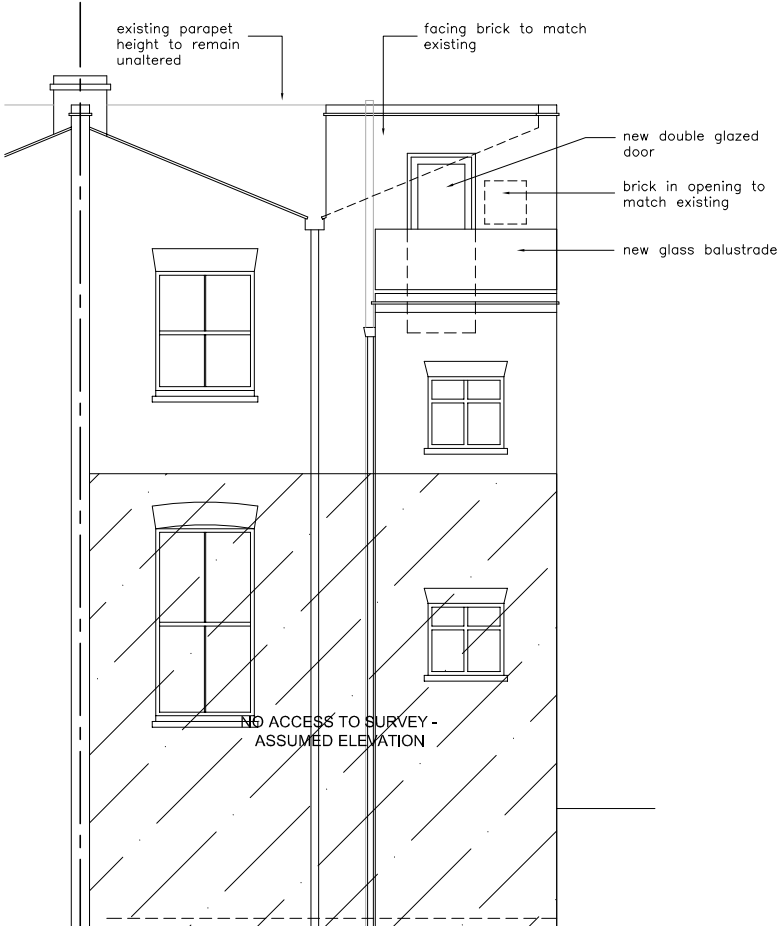 existing parapet
height to remain
unaltered
facing brick to match
existing
new double glazed
door
brick in opening to
match existing
new glass balustrade
NO ACCESS TO SURVEY -
ASSUMED ELEVATION